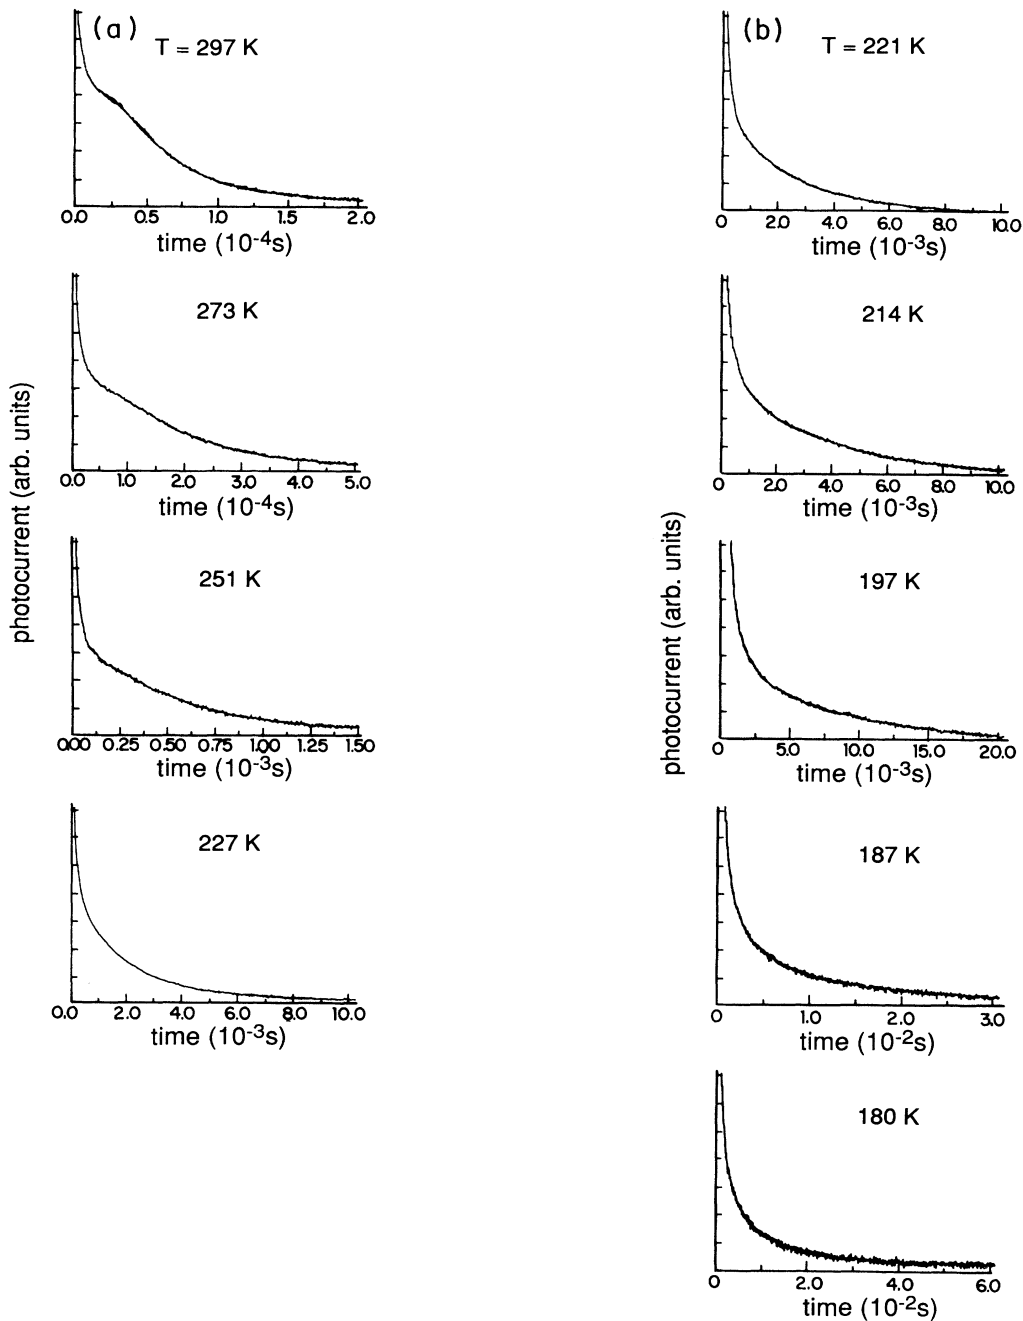 (a) T = 297 K
0.0 0.5 1.0 1.5 2.0
time (10⁻⁴s)
273 K
0.0 1.0 2.0 3.0 4.0 5.0
time (10⁻⁴s)
photocurrent (arb. units)
251 K
0.00 0.25 0.50 0.75 1.00 1.25 1.50
time (10⁻³s)
227 K
0.0 2.0 4.0 6.0 8.0 10.0
time (10⁻³s)
(b) T = 221 K
0 2.0 4.0 6.0 8.0 10.0
time (10⁻³s)
214 K
0 2.0 4.0 6.0 8.0 10.0
time (10⁻³s)
photocurrent (arb. units)
197 K
0 5.0 10.0 15.0 20.0
time (10⁻³s)
187 K
0 1.0 2.0 3.0
time (10⁻²s)
180 K
0 2.0 4.0 6.0
time (10⁻²s)